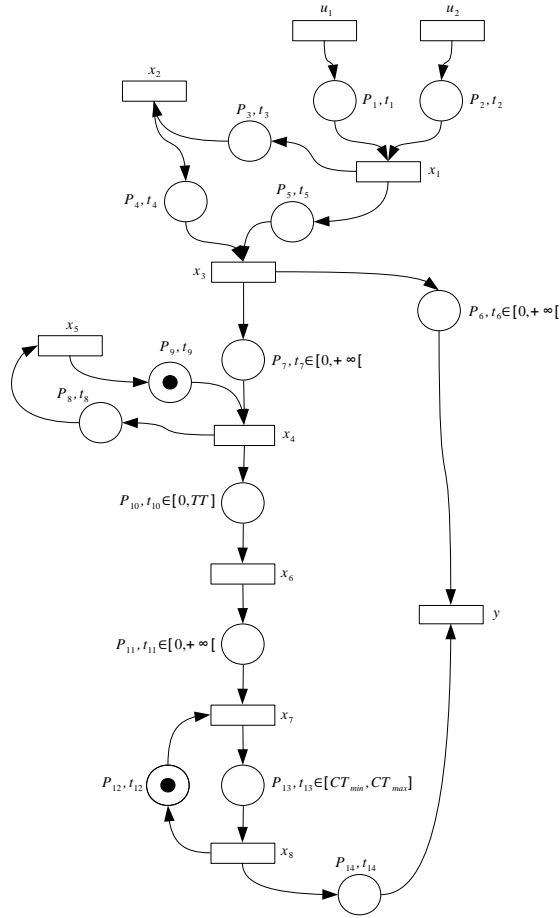 u₁
u₂
x₂
P₁, t₁
P₂, t₂
P₃, t₃
x₁
P₄, t₄
P₅, t₅
x₃
P₆, t₆∈[0,+∞[
x₅
P₉, t₉
P₇, t₇∈[0,+∞[
P₈, t₈
x₄
P₁₀, t₁₀∈[0,TT]
x₆
y
P₁₁, t₁₁∈[0,+∞[
x₇
P₁₂, t₁₂
P₁₃, t₁₃∈[CT_min, CT_max]
x₈
P₁₄, t₁₄